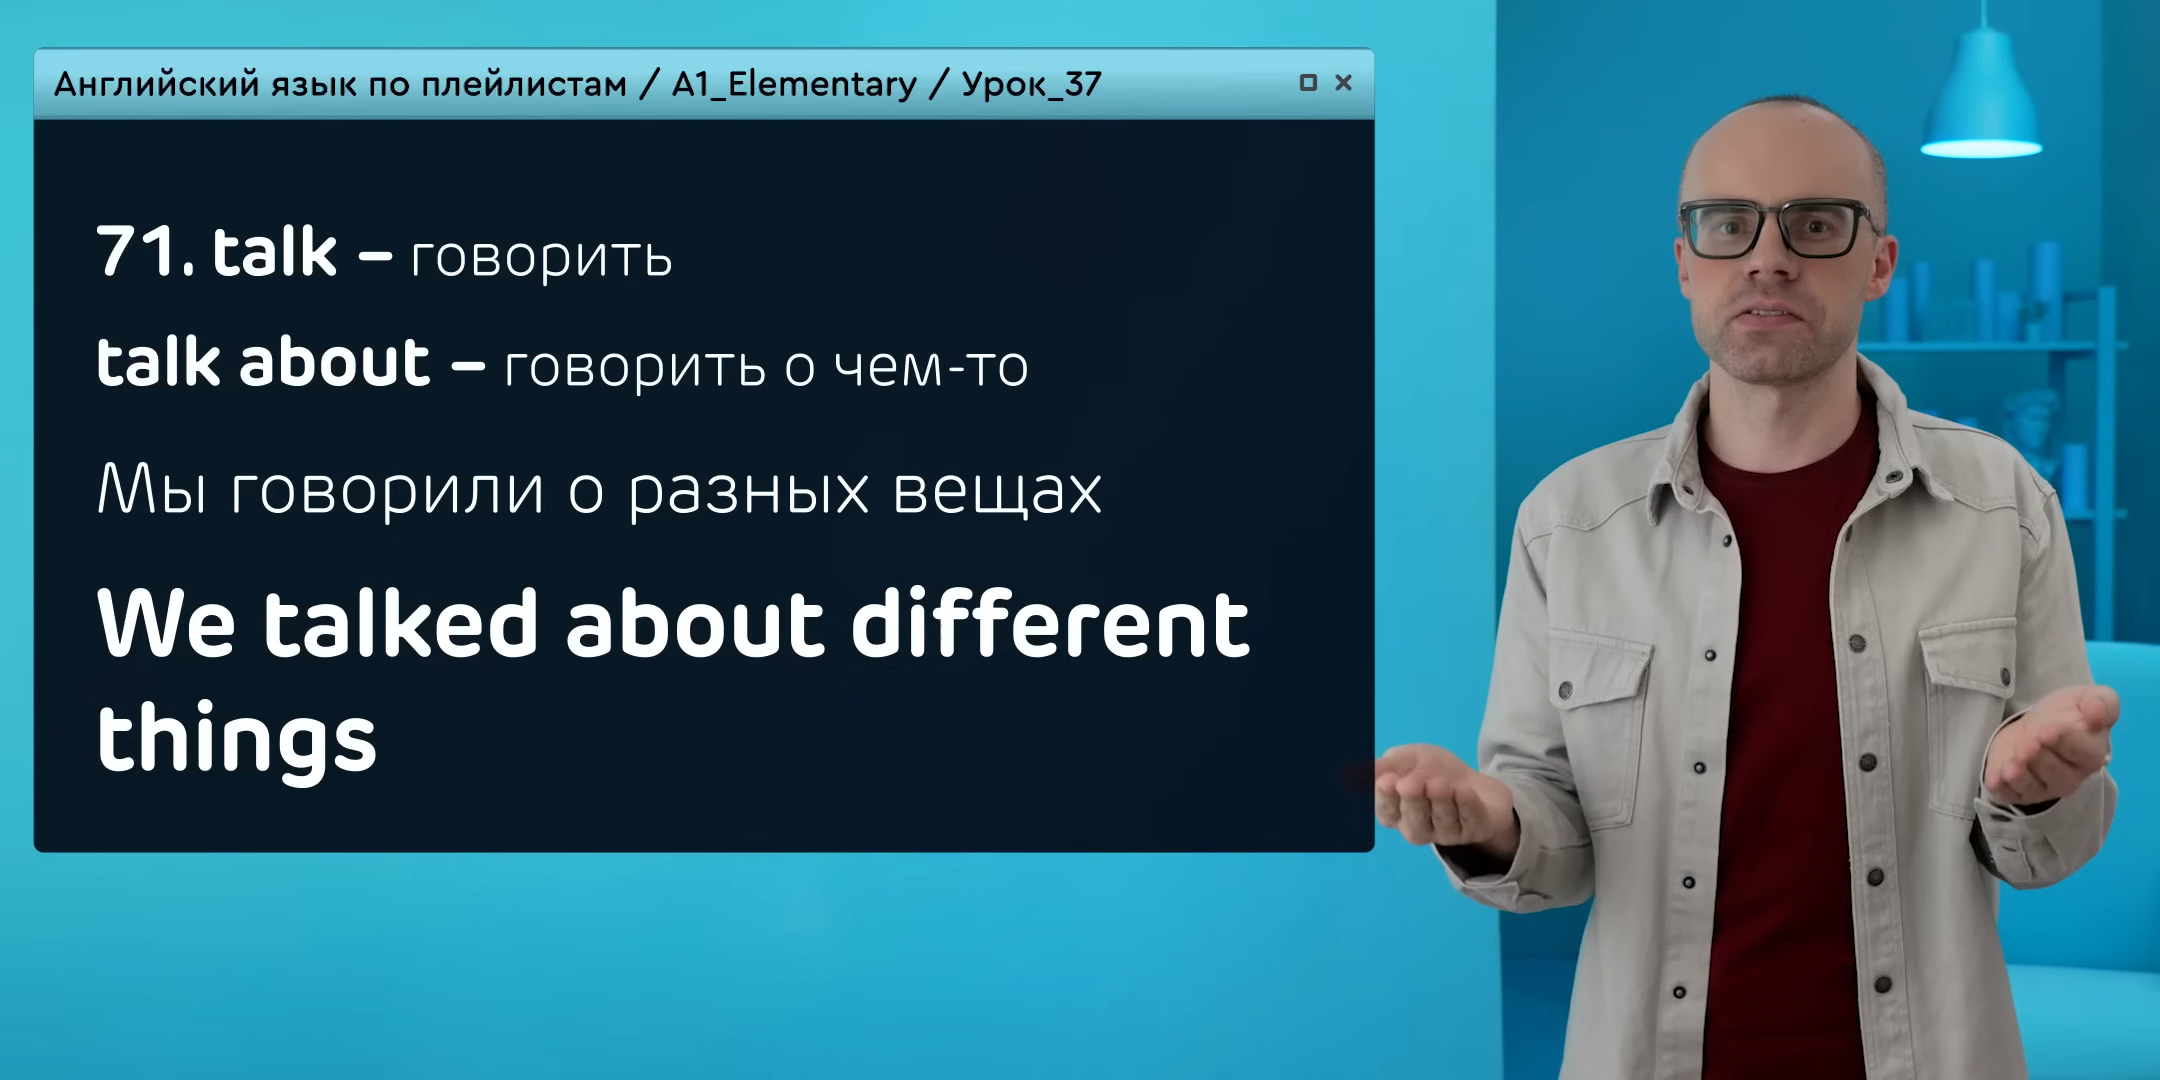 Английский язык по плейлистам / A1_Elementary / Урок_37
71. talk – говорить
talk about – говорить о чем-то
Мы говорили о разных вещах
We talked about different
things